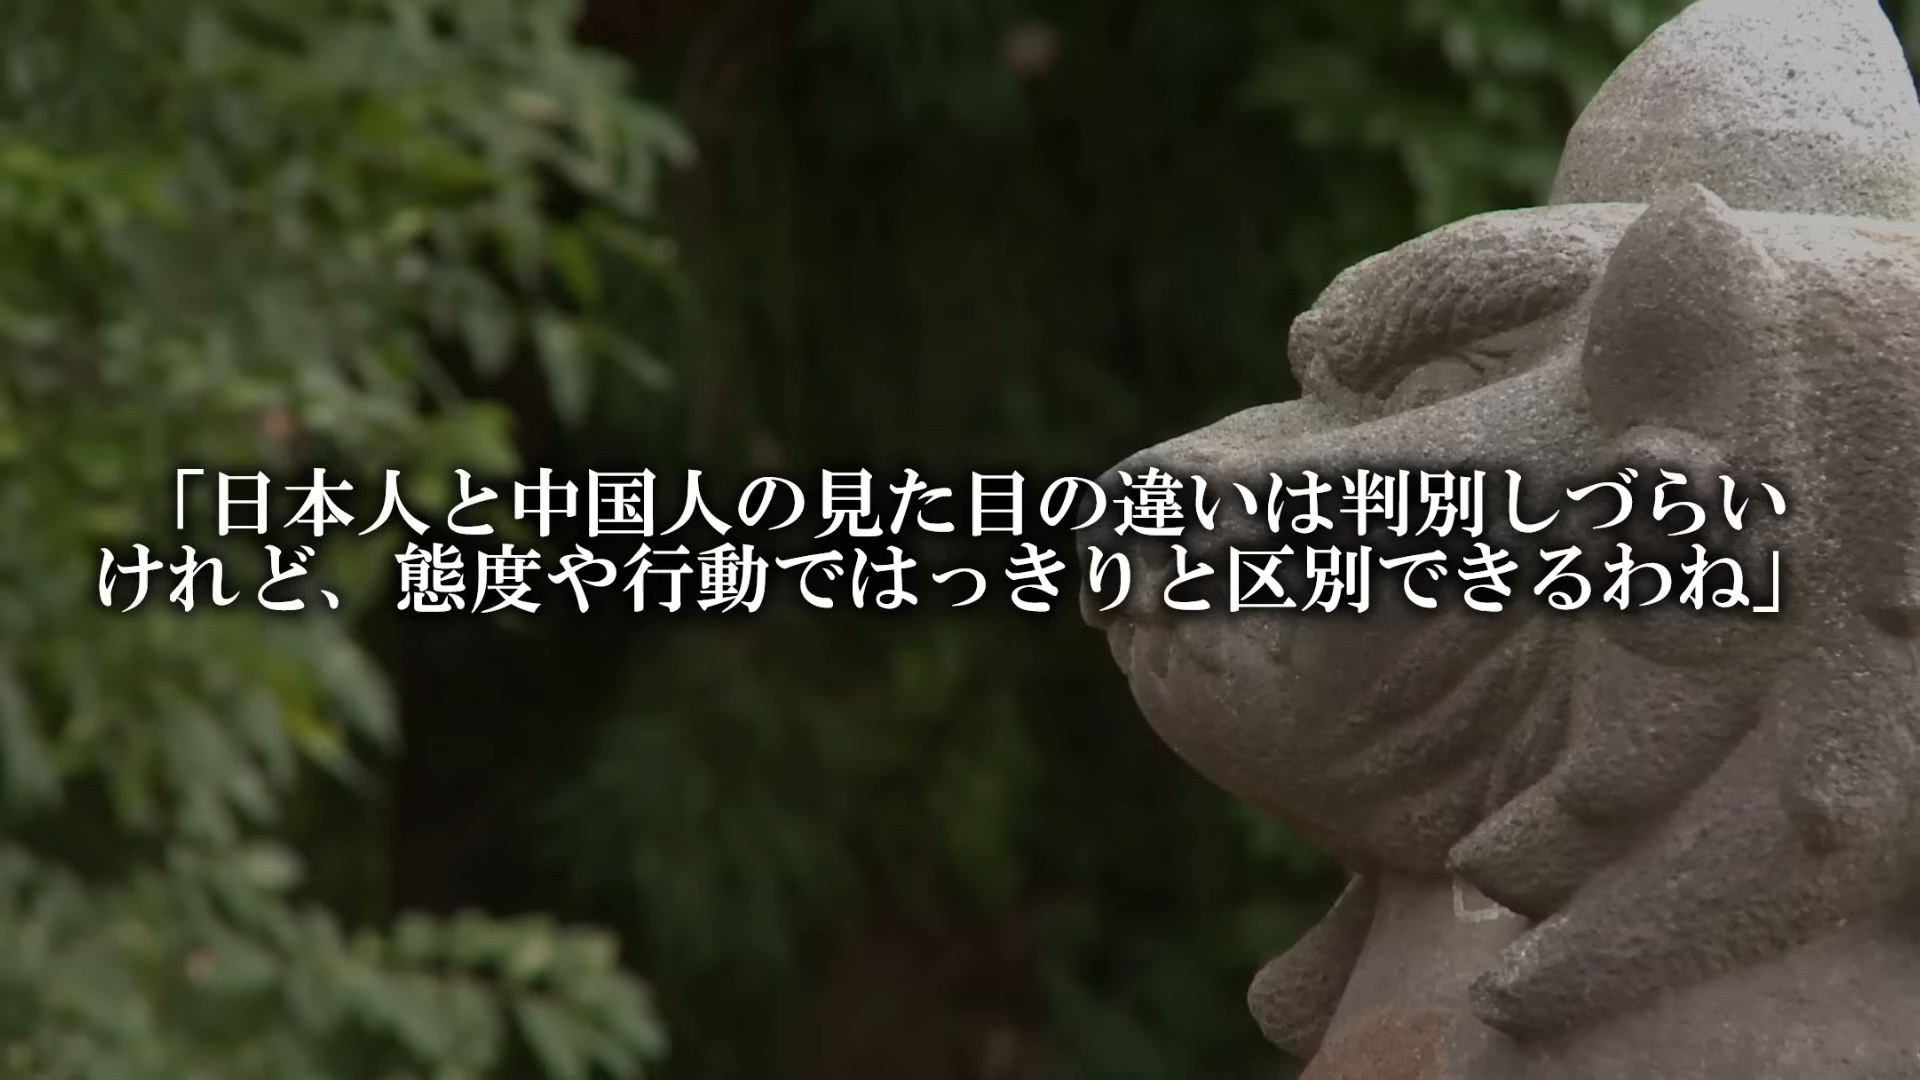 「日本人と中国人の見た目の違いは判別しづらい
けれど、態度や行動ではっきりと区別できるわね」